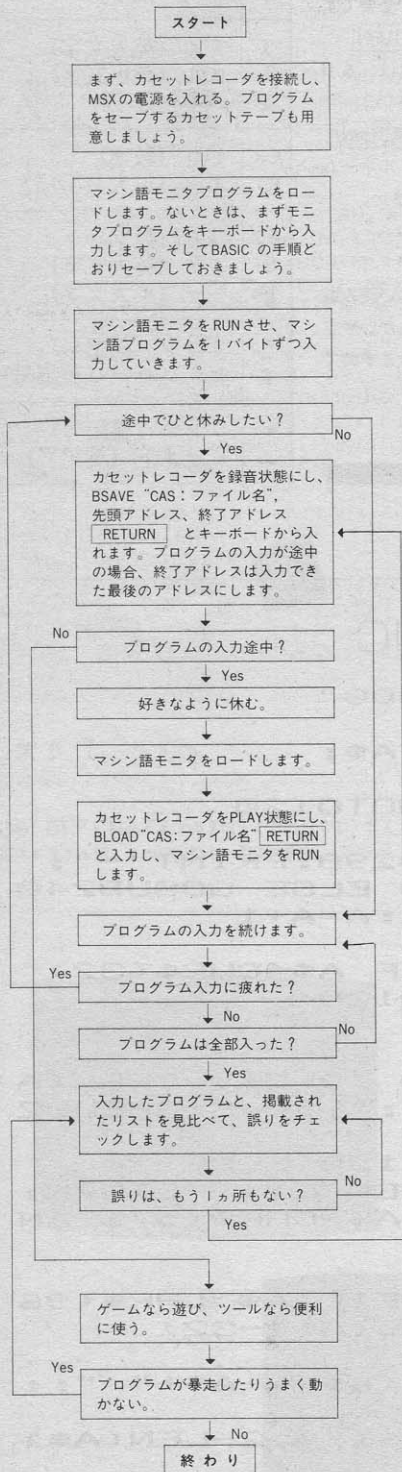 スタート
まず、カセットレコーダを接続し、
MSXの電源を入れる。プログラム
をセーブするカセットテープも用
意しましょう。
マシン語モニタプログラムをロー
ドします。ないときは、まずモニ
タプログラムをキーボードから入
力します。そしてBASIC の手順ど
おりセーブしておきましょう。
マシン語モニタをRUNさせ、マシ
ン語プログラムを1バイトずつ入
力していきます。
途中でひと休みしたい？
No
Yes
カセットレコーダを録音状態にし、
BSAVE "CAS：ファイル名",
先頭アドレス、終了アドレス
RETURN とキーボードから入
れます。プログラムの入力が途中
の場合、終了アドレスは入力でき
た最後のアドレスにします。
No
プログラムの入力途中？
Yes
好きなように休む。
マシン語モニタをロードします。
カセットレコーダをPLAY状態にし、
BLOAD"CAS:ファイル名" RETURN
と入力し、マシン語モニタをRUN
します。
プログラムの入力を続けます。
Yes
プログラム入力に疲れた？
No
プログラムは全部入った？
No
Yes
入力したプログラムと、掲載され
たリストを見比べて、誤りをチェ
ックします。
誤りは、もう1ヵ所もない？
No
Yes
ゲームなら遊び、ツールなら便利
に使う。
Yes
プログラムが暴走したりうまく動
かない。
No
終わり